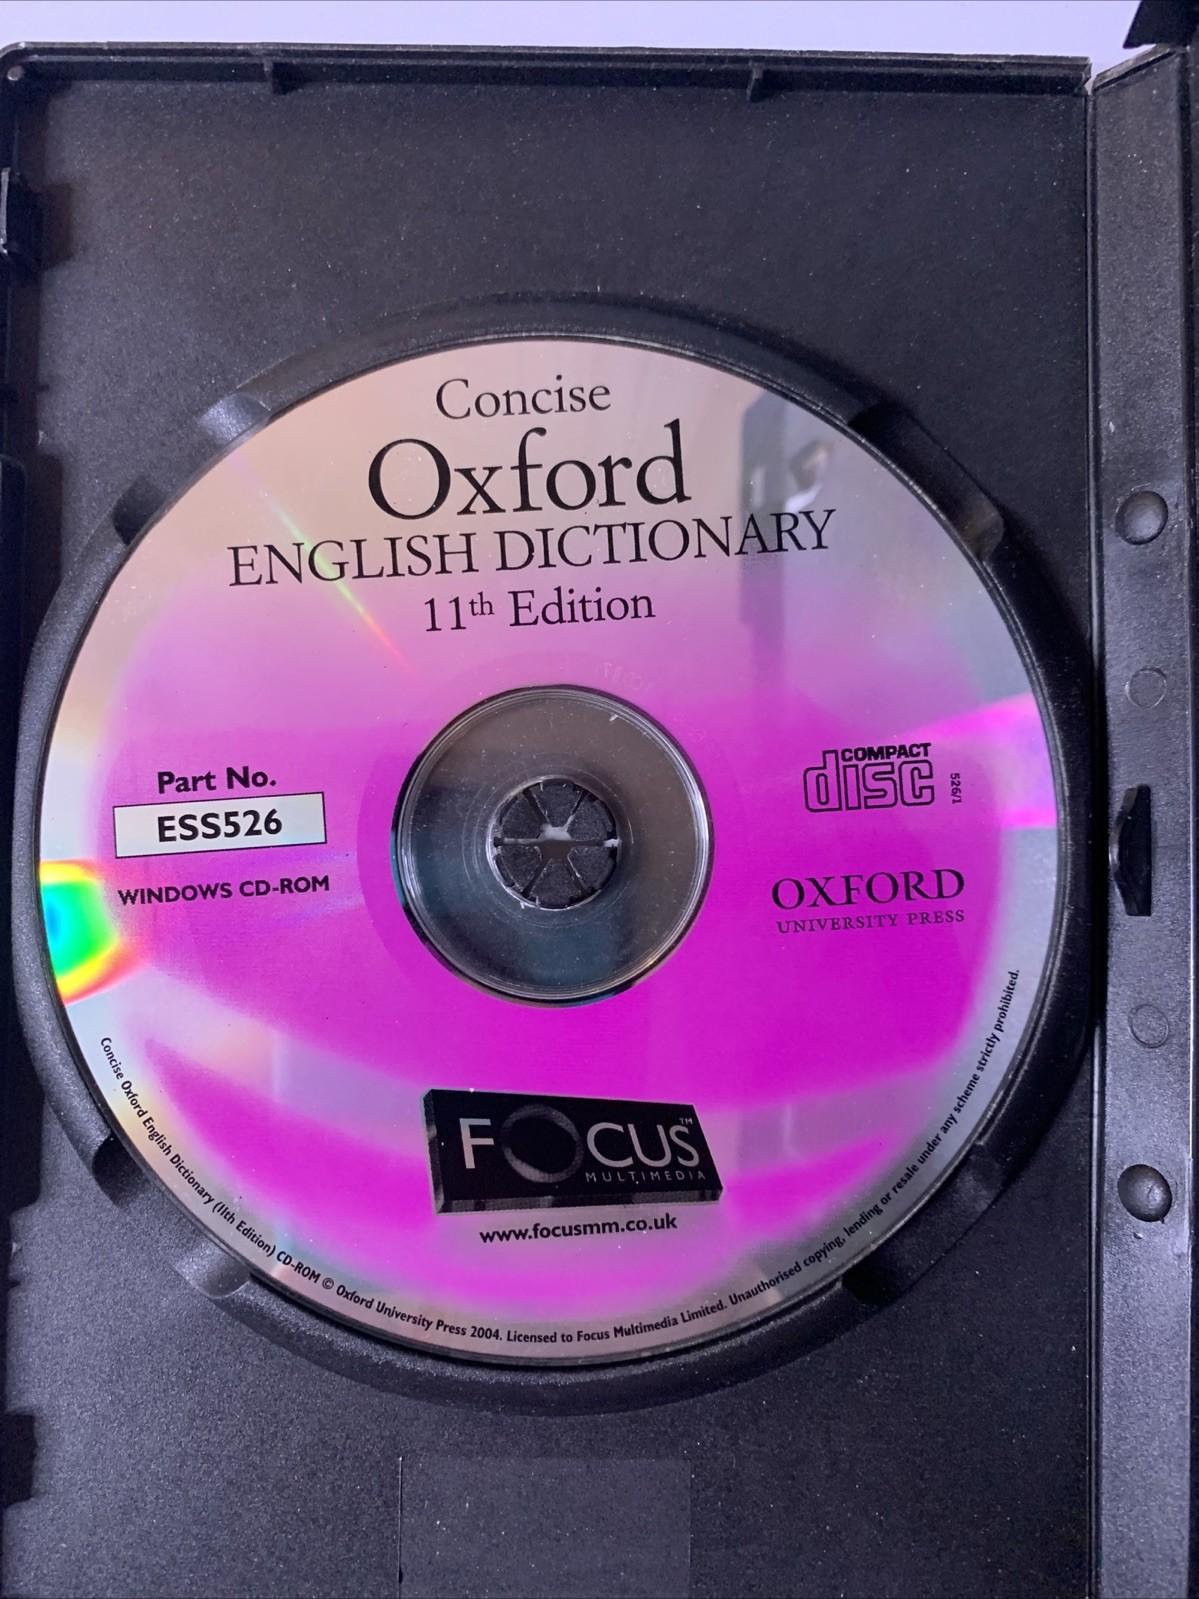 Concise
Oxford
ENGLISH DICTIONARY
11th Edition
Part No.
ESS526
WINDOWS CD-ROM
COMPACT
disc
526/1
OXFORD
UNIVERSITY PRESS
FOCUS™
MULTIMEDIA
www.focusmm.co.uk
Concise Oxford English Dictionary (11th Edition) CD-ROM © Oxford University Press 2004. Licensed to Focus Multimedia Limited. Unauthorised copying, lending or resale under any scheme strictly prohibited.